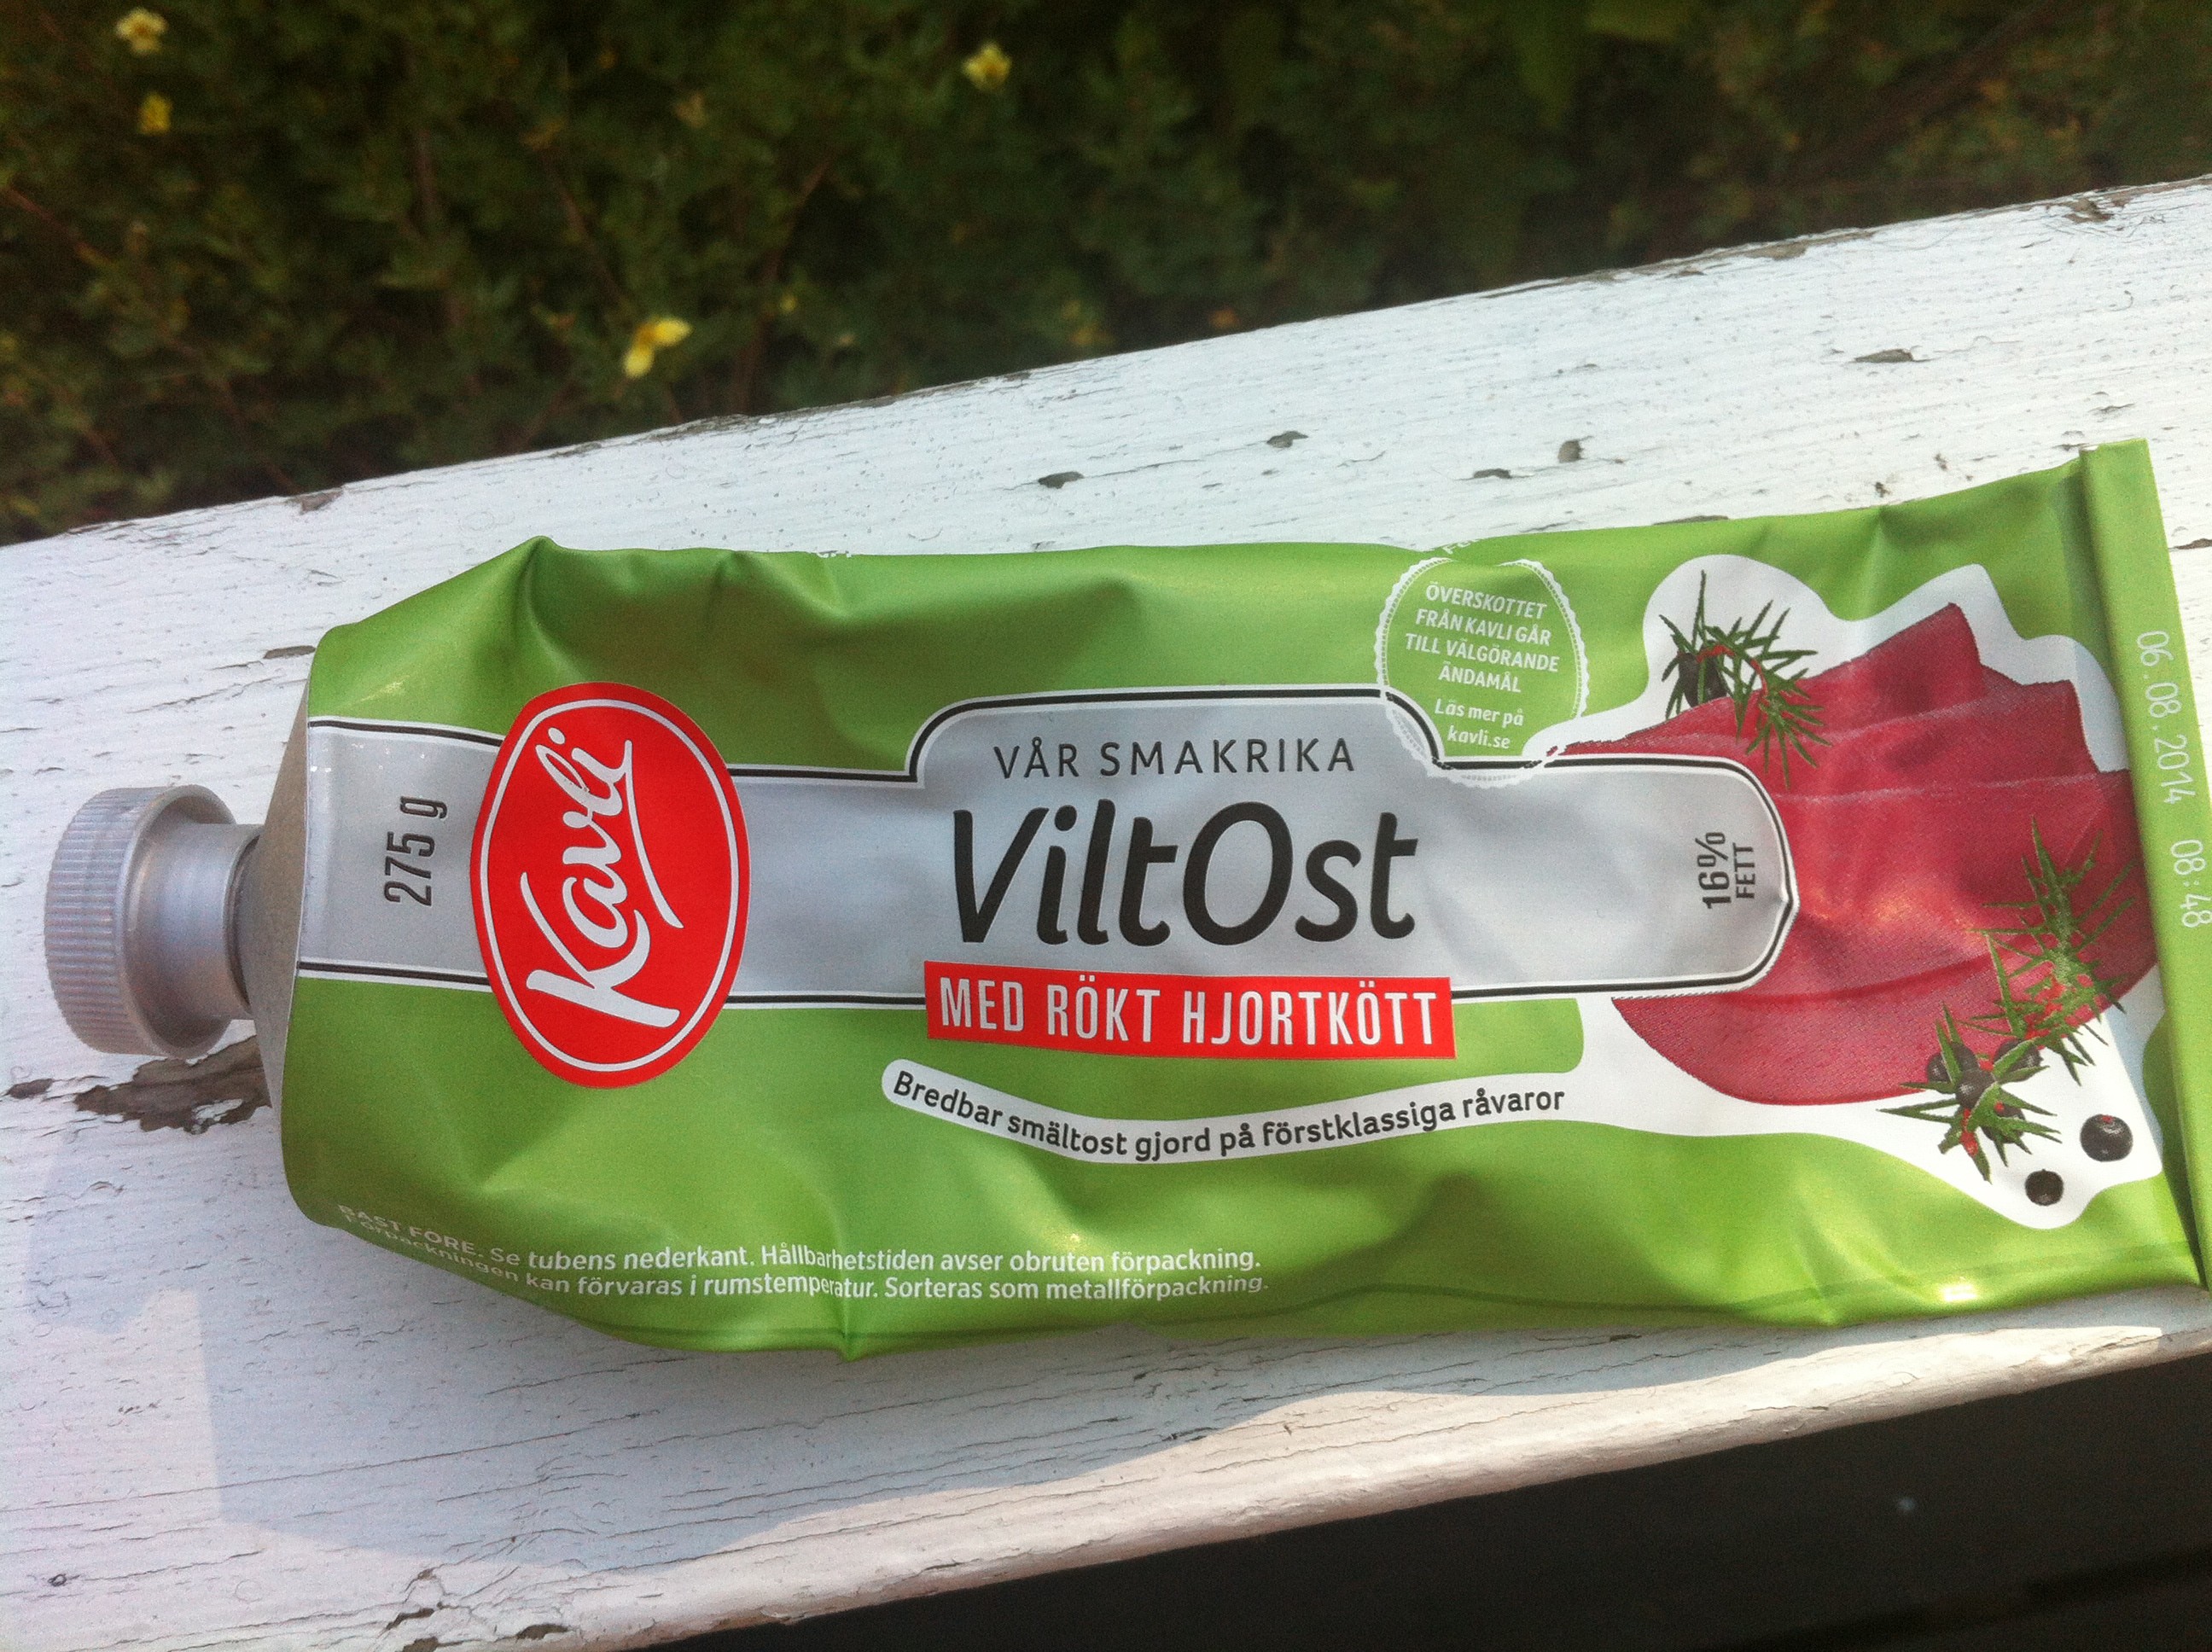 275 g
Kavli
VÅR SMAKRIKA
ViltOst
MED RÖKT HJORTKÖTT
Bredbar smältost gjord på förstklassiga råvaror
ÖVERSKOTTET
FRÅN KAVLI GÅR
TILL VÄLGÖRANDE
ÄNDAMÅL
Läs mer på
kavli.se
16%
FETT
06.08.2014 08:48
BÄST FÖRE: Se tubens nederkant. Hållbarhetstiden avser obruten förpackning.
Förpackningen kan förvaras i rumstemperatur. Sorteras som metallförpackning.